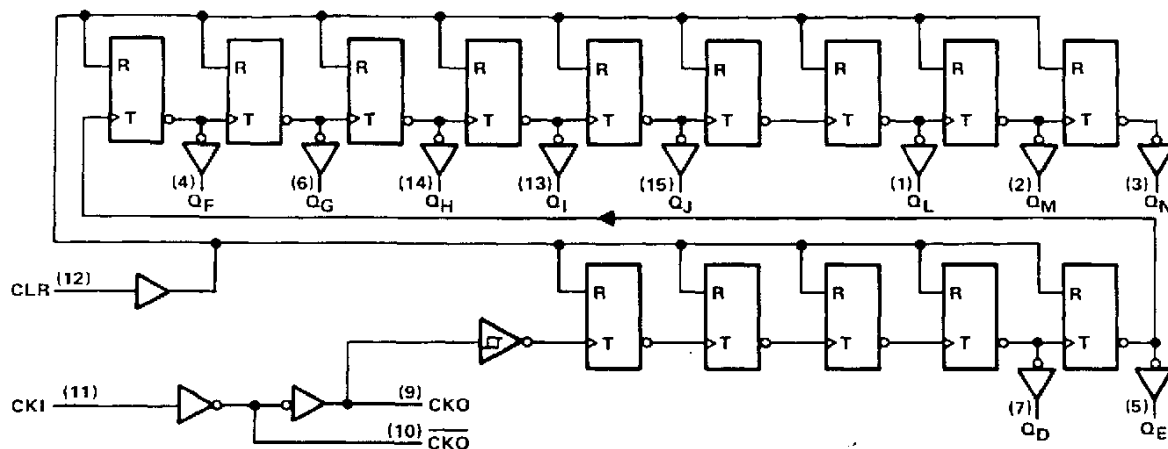 R R R R R R R R R
T T T T T T T T T
(4) (6) (14) (13) (15) (1) (2) (3)
QF QG QH QI QJ QL QM QN
CLR (12)
R R R R R
T T T T T
CKI (11)
(9) CKO
(10) C̅K̅O̅
(7) (5)
QD QE